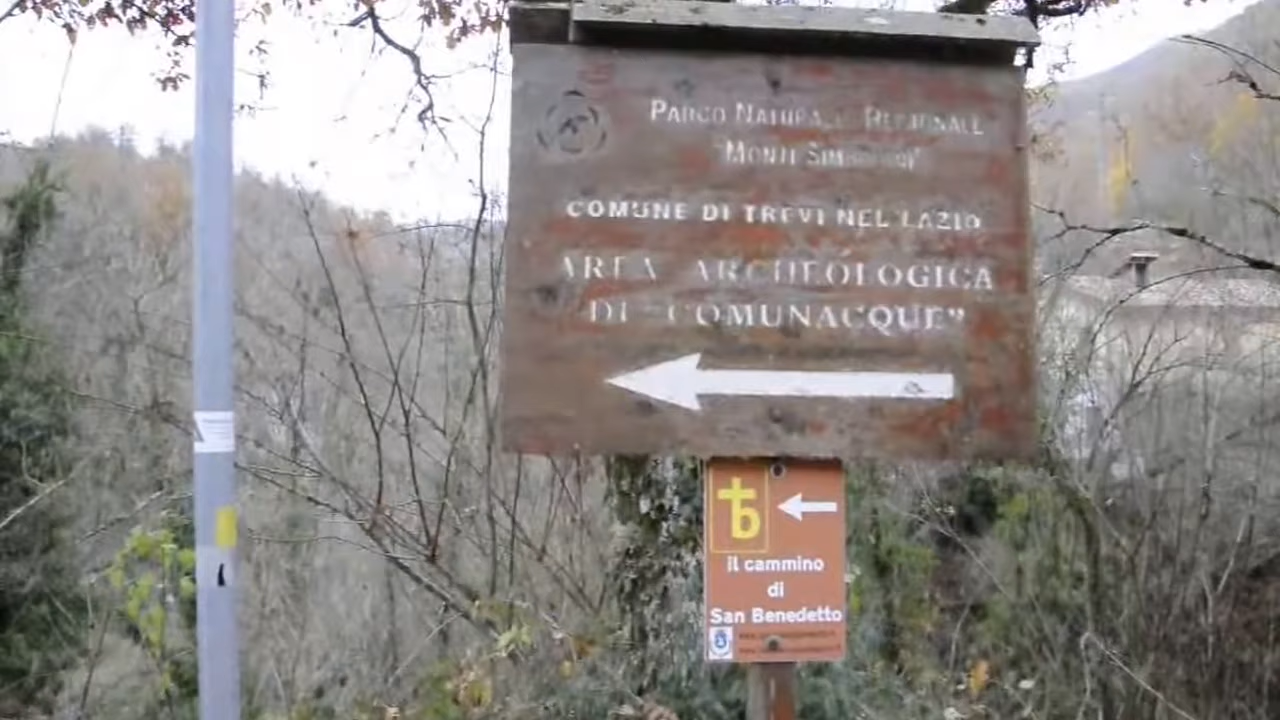 PARCO NATURALE REGIONALE
"MONTI SIMBRUINI"
COMUNE DI TREVI NEL LAZIO
AREA ARCHEOLOGICA
DI "COMUNACQUE"
il cammino
di
San Benedetto